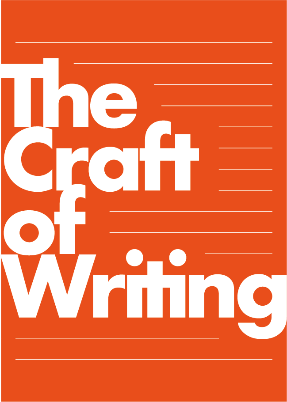 The
Craft
of
Writing